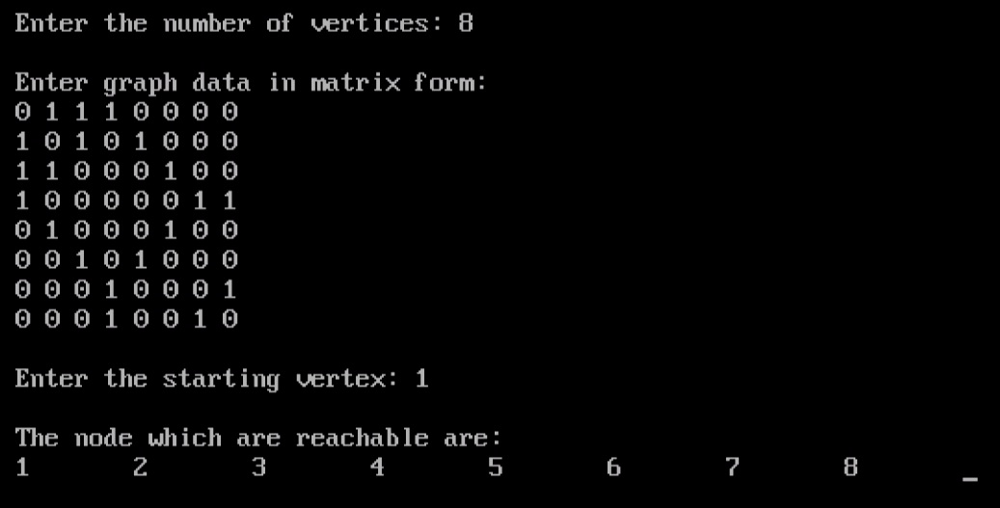 Enter the number of vertices: 8
Enter graph data in matrix form:
0 1 1 1 0 0 0 0
1 0 1 0 1 0 0 0
1 1 0 0 0 1 0 0
1 0 0 0 0 0 1 1
0 1 0 0 0 1 0 0
0 0 1 0 1 0 0 0
0 0 0 1 0 0 0 1
0 0 0 1 0 0 1 0
Enter the starting vertex: 1
The node which are reachable are:
1 2 3 4 5 6 7 8 _